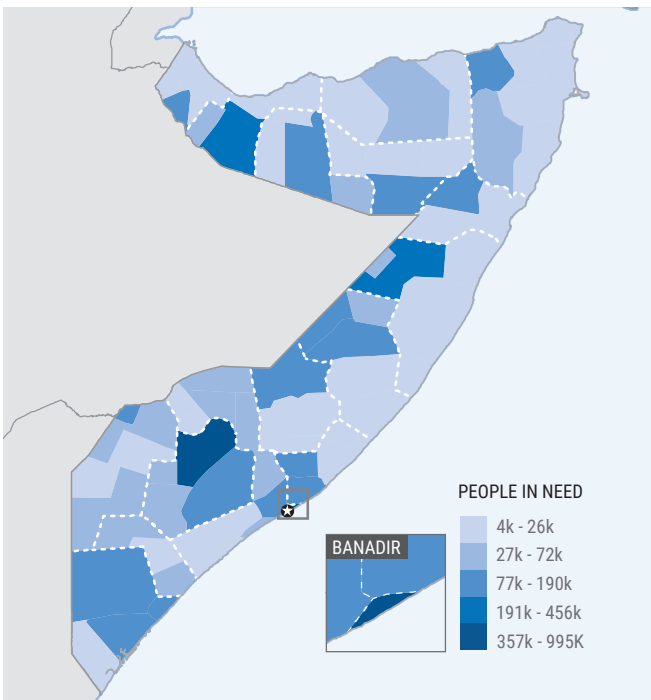 PEOPLE IN NEED
4k - 26k
27k - 72k
77k - 190k
191k - 456k
357k - 995K
BANADIR